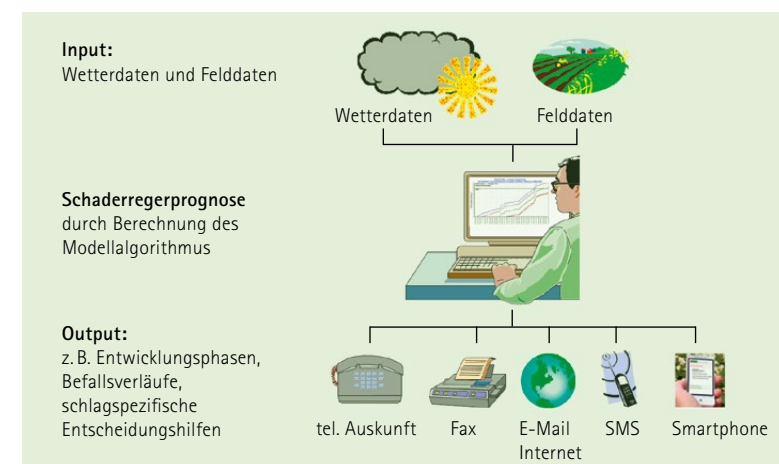 Input:
Wetterdaten und Felddaten
Wetterdaten
Felddaten
Schaderregerprognose
durch Berechnung des
Modellalgorithmus
Output:
z. B. Entwicklungsphasen,
Befallsverläufe,
schlagspezifische
Entscheidungshilfen
tel. Auskunft
Fax
E-Mail
Internet
SMS
Smartphone